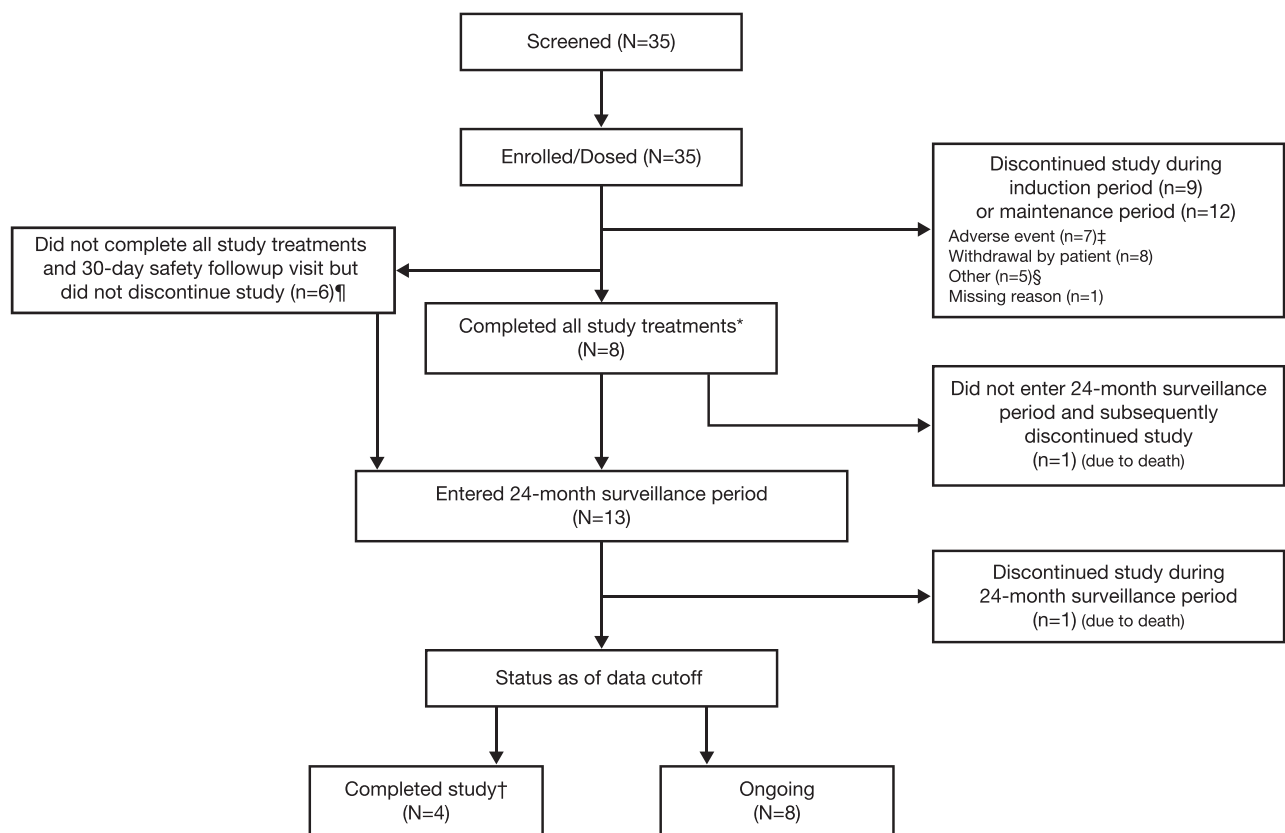 Screened (N=35)
Enrolled/Dosed (N=35)
Discontinued study during
induction period (n=9)
or maintenance period (n=12)
Adverse event (n=7)‡
Withdrawal by patient (n=8)
Other (n=5)§
Missing reason (n=1)
Did not complete all study treatments
and 30-day safety followup visit but
did not discontinue study (n=6)¶
Completed all study treatments*
(N=8)
Did not enter 24-month surveillance
period and subsequently
discontinued study
(n=1) (due to death)
Entered 24-month surveillance period
(N=13)
Discontinued study during
24-month surveillance period
(n=1) (due to death)
Status as of data cutoff
Completed study†
(N=4)
Ongoing
(N=8)